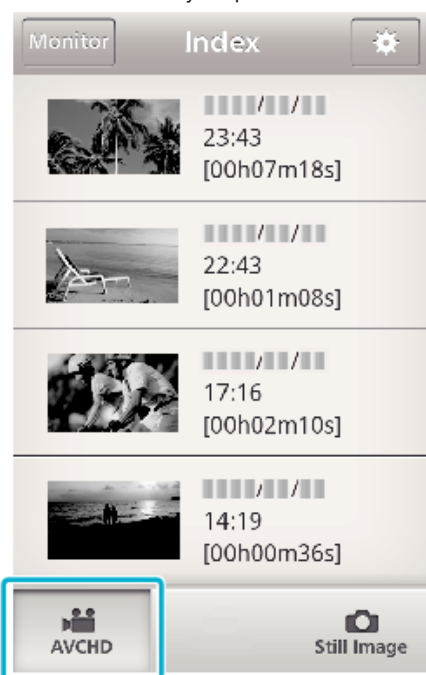 Monitor Index
23:43
[00h07m18s]
22:43
[00h01m08s]
17:16
[00h02m10s]
14:19
[00h00m36s]
AVCHD Still Image